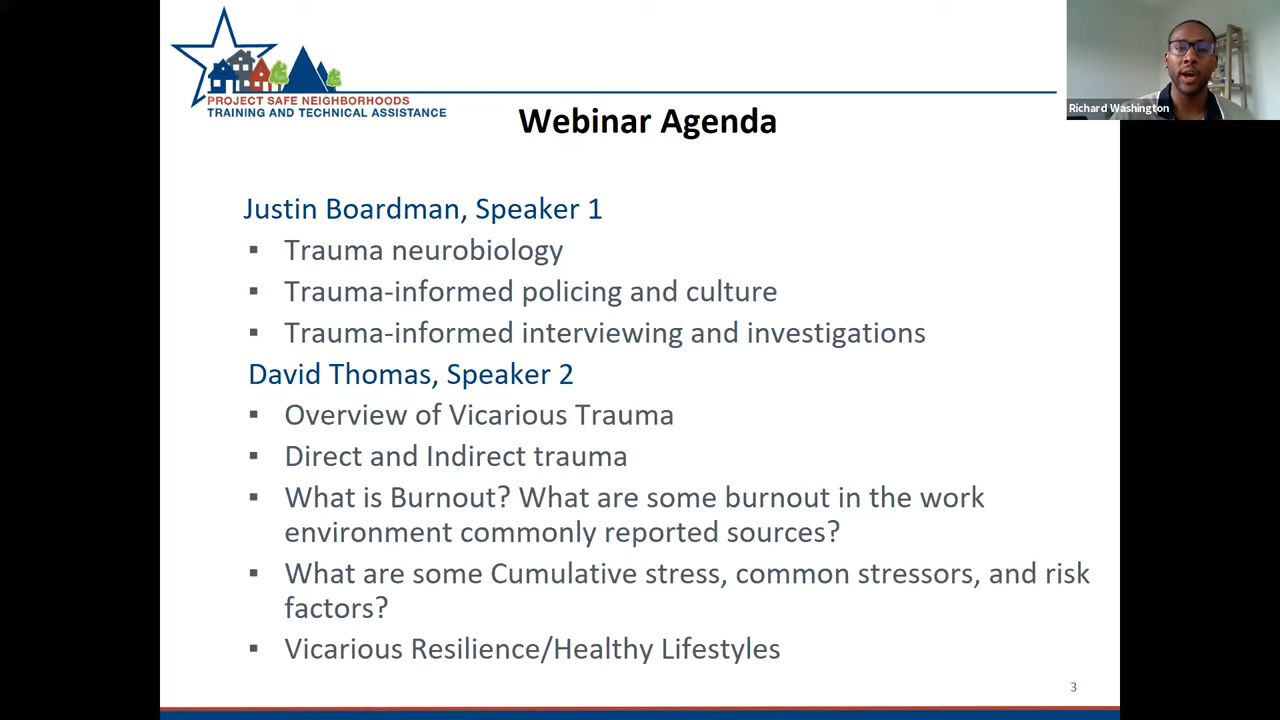 PROJECT SAFE NEIGHBORHOODS
TRAINING AND TECHNICAL ASSISTANCE
Richard Washington
Webinar Agenda
Justin Boardman, Speaker 1
▪ Trauma neurobiology
▪ Trauma-informed policing and culture
▪ Trauma-informed interviewing and investigations
David Thomas, Speaker 2
▪ Overview of Vicarious Trauma
▪ Direct and Indirect trauma
▪ What is Burnout? What are some burnout in the work
environment commonly reported sources?
▪ What are some Cumulative stress, common stressors, and risk
factors?
▪ Vicarious Resilience/Healthy Lifestyles
3